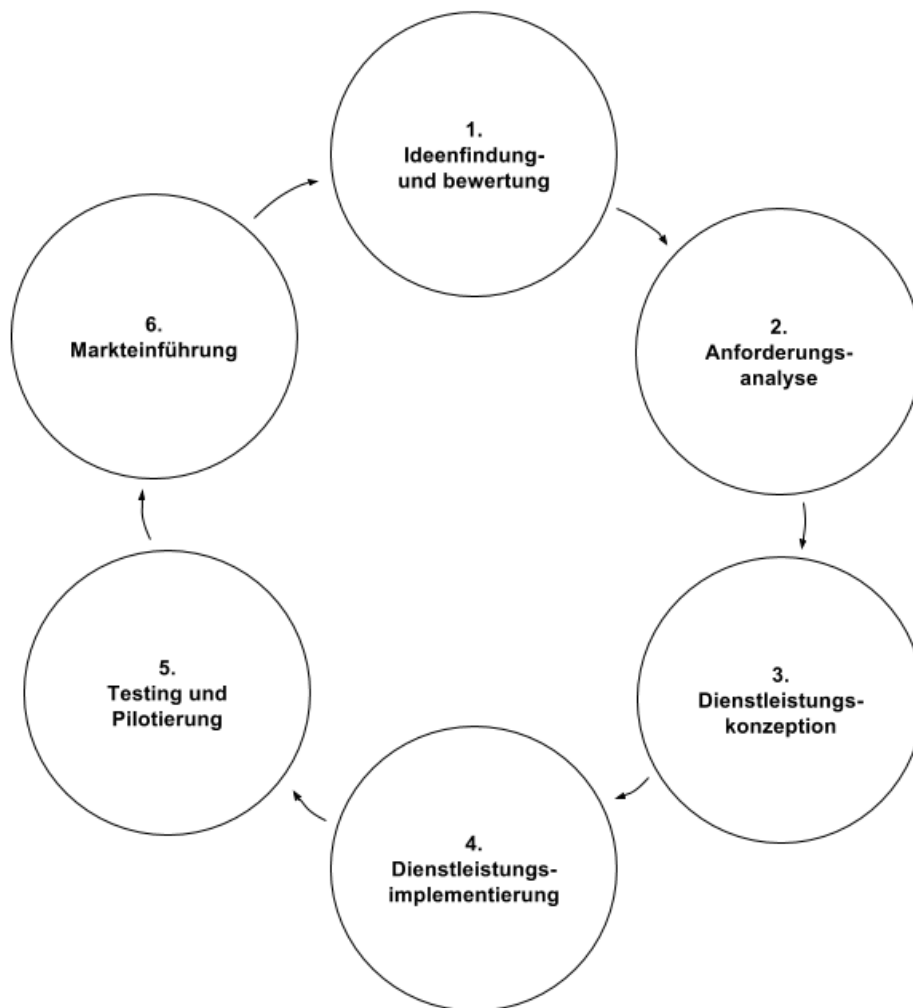 1.
Ideenfindung-
und bewertung
2.
Anforderungs-
analyse
3.
Dienstleistungs-
konzeption
4.
Dienstleistungs-
implementierung
5.
Testing und
Pilotierung
6.
Markteinführung